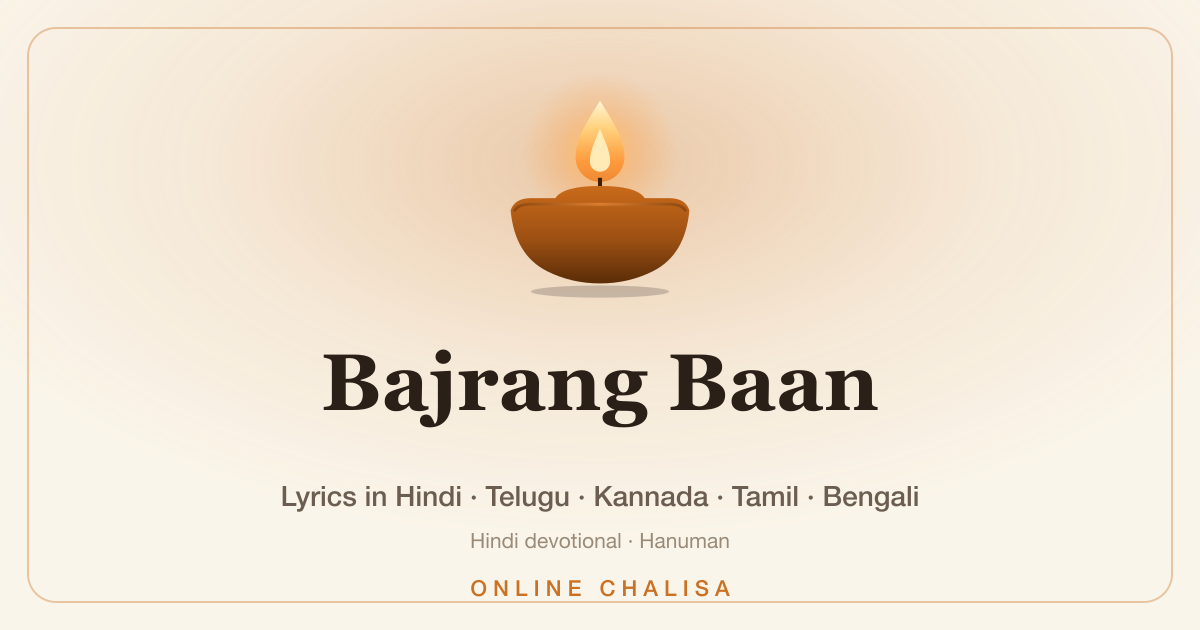 Bajrang Baan
Lyrics in Hindi · Telugu · Kannada · Tamil · Bengali
Hindi devotional · Hanuman
ONLINE CHALISA